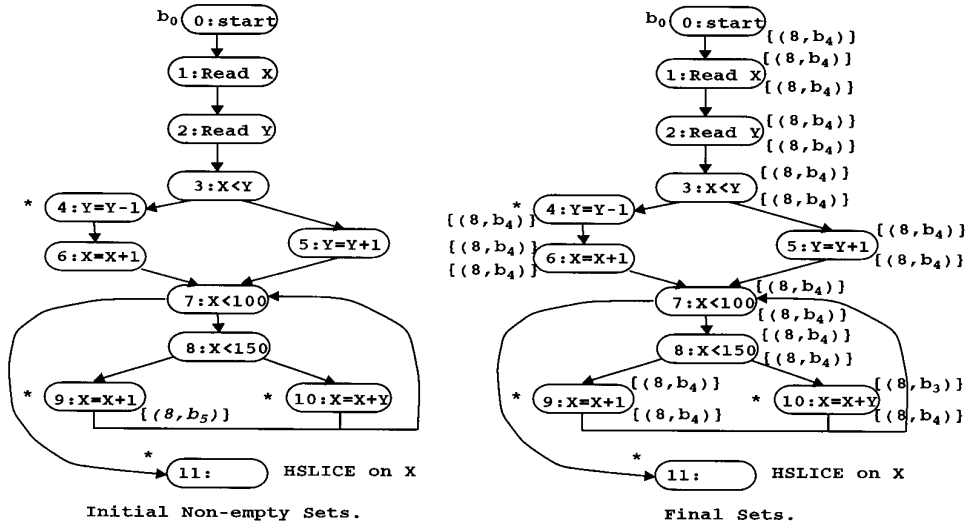 b0 0:start
1:Read X
2:Read Y
3:X<Y
* 4:Y=Y-1
5:Y=Y+1
6:X=X+1
7:X<100
8:X<150
* 9:X=X+1
[(8,b5)}
* 10:X=X+Y
*
11:
HSLICE on X
Initial Non-empty Sets.
b0 0:start
[(8,b4)}
[(8,b4)}
1:Read X
[(8,b4)}
[(8,b4)}
2:Read Y
[(8,b4)}
[(8,b4)}
3:X<Y
[(8,b4)}
* 4:Y=Y-1
[(8,b4)}
[(8,b4)}
5:Y=Y+1
[(8,b4)}
[(8,b4)}
6:X=X+1
[(8,b4)}
[(8,b4)}
7:X<100
[(8,b4)}
[(8,b4)}
8:X<150
[(8,b4)}
[(8,b4)}
* 9:X=X+1
[(8,b4)}
[(8,b3)}
* 10:X=X+Y
[(8,b4)}
*
11:
HSLICE on X
Final Sets.